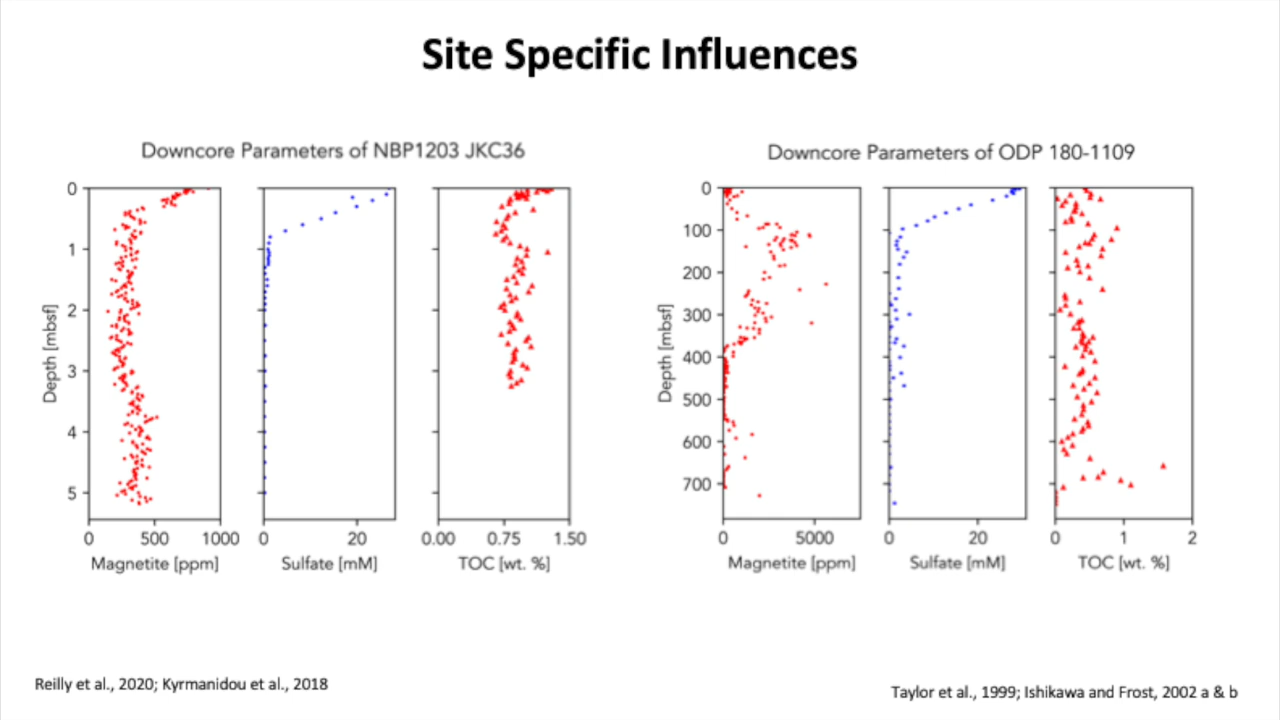 Site Specific Influences
Downcore Parameters of NBP1203 JKC36
0
1
2
3
4
5
Depth [mbsf]
0 500 1000
Magnetite [ppm]
0 20
Sulfate [mM]
0.00 0.75 1.50
TOC [wt. %]
Downcore Parameters of ODP 180-1109
0
100
200
300
400
500
600
700
Depth [mbsf]
0 5000
Magnetite [ppm]
0 20
Sulfate [mM]
0 1 2
TOC [wt. %]
Reilly et al., 2020; Kyrmanidou et al., 2018
Taylor et al., 1999; Ishikawa and Frost, 2002 a & b